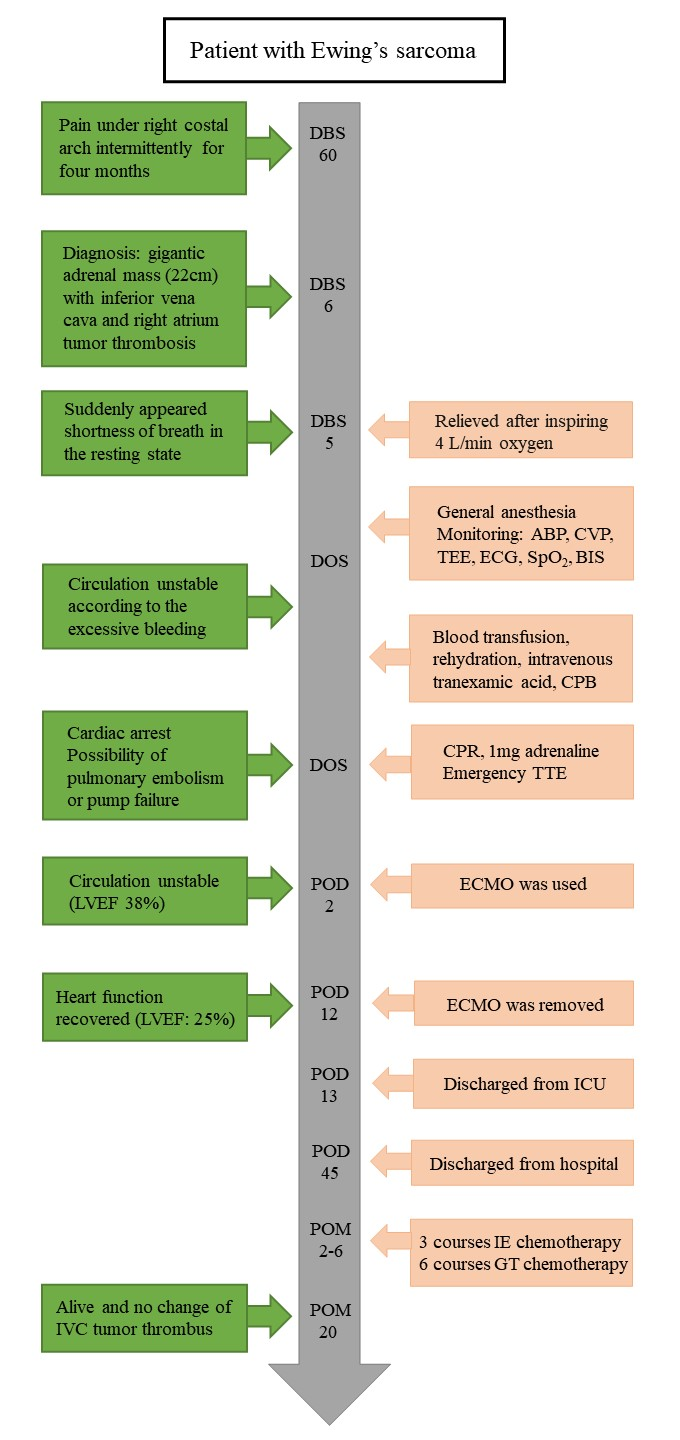 Patient with Ewing's sarcoma
Pain under right costal
arch intermittently for
four months
DBS
60
Diagnosis: gigantic
adrenal mass (22cm)
with inferior vena
cava and right atrium
tumor thrombosis
DBS
6
Suddenly appeared
shortness of breath in
the resting state
DBS
5
Relieved after inspiring
4 L/min oxygen
General anesthesia
Monitoring: ABP, CVP,
TEE, ECG, SpO₂, BIS
DOS
Circulation unstable
according to the
excessive bleeding
Blood transfusion,
rehydration, intravenous
tranexamic acid, CPB
Cardiac arrest
Possibility of
pulmonary embolism
or pump failure
DOS
CPR, 1mg adrenaline
Emergency TTE
Circulation unstable
(LVEF 38%)
POD
2
ECMO was used
Heart function
recovered (LVEF: 25%)
POD
12
ECMO was removed
POD
13
Discharged from ICU
POD
45
Discharged from hospital
POM
2-6
3 courses IE chemotherapy
6 courses GT chemotherapy
Alive and no change of
IVC tumor thrombus
POM
20